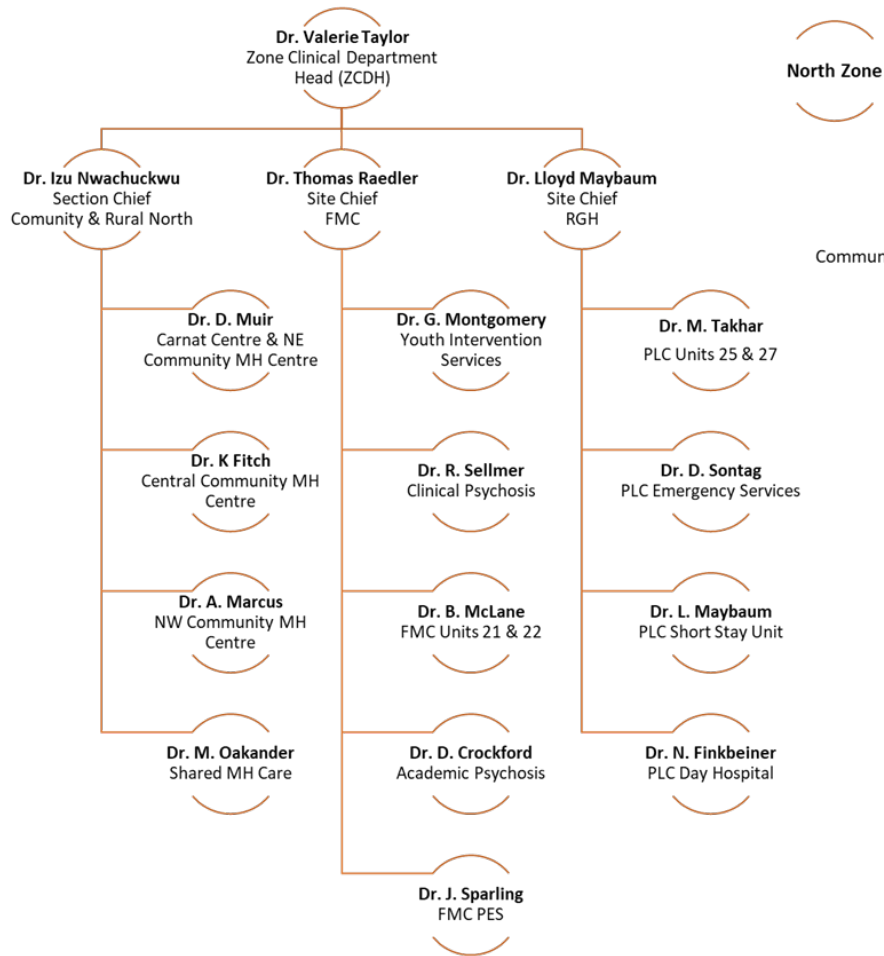 Dr. Valerie Taylor
Zone Clinical Department
Head (ZCDH)
North Zone
Dr. Izu Nwachuckwu
Section Chief
Comunity & Rural North
Dr. Thomas Raedler
Site Chief
FMC
Dr. Lloyd Maybaum
Site Chief
RGH
Commun
Dr. D. Muir
Carnat Centre & NE
Community MH Centre
Dr. G. Montgomery
Youth Intervention
Services
Dr. M. Takhar
PLC Units 25 & 27
Dr. K Fitch
Central Community MH
Centre
Dr. R. Sellmer
Clinical Psychosis
Dr. D. Sontag
PLC Emergency Services
Dr. A. Marcus
NW Community MH
Centre
Dr. B. McLane
FMC Units 21 & 22
Dr. L. Maybaum
PLC Short Stay Unit
Dr. M. Oakander
Shared MH Care
Dr. D. Crockford
Academic Psychosis
Dr. N. Finkbeiner
PLC Day Hospital
Dr. J. Sparling
FMC PES